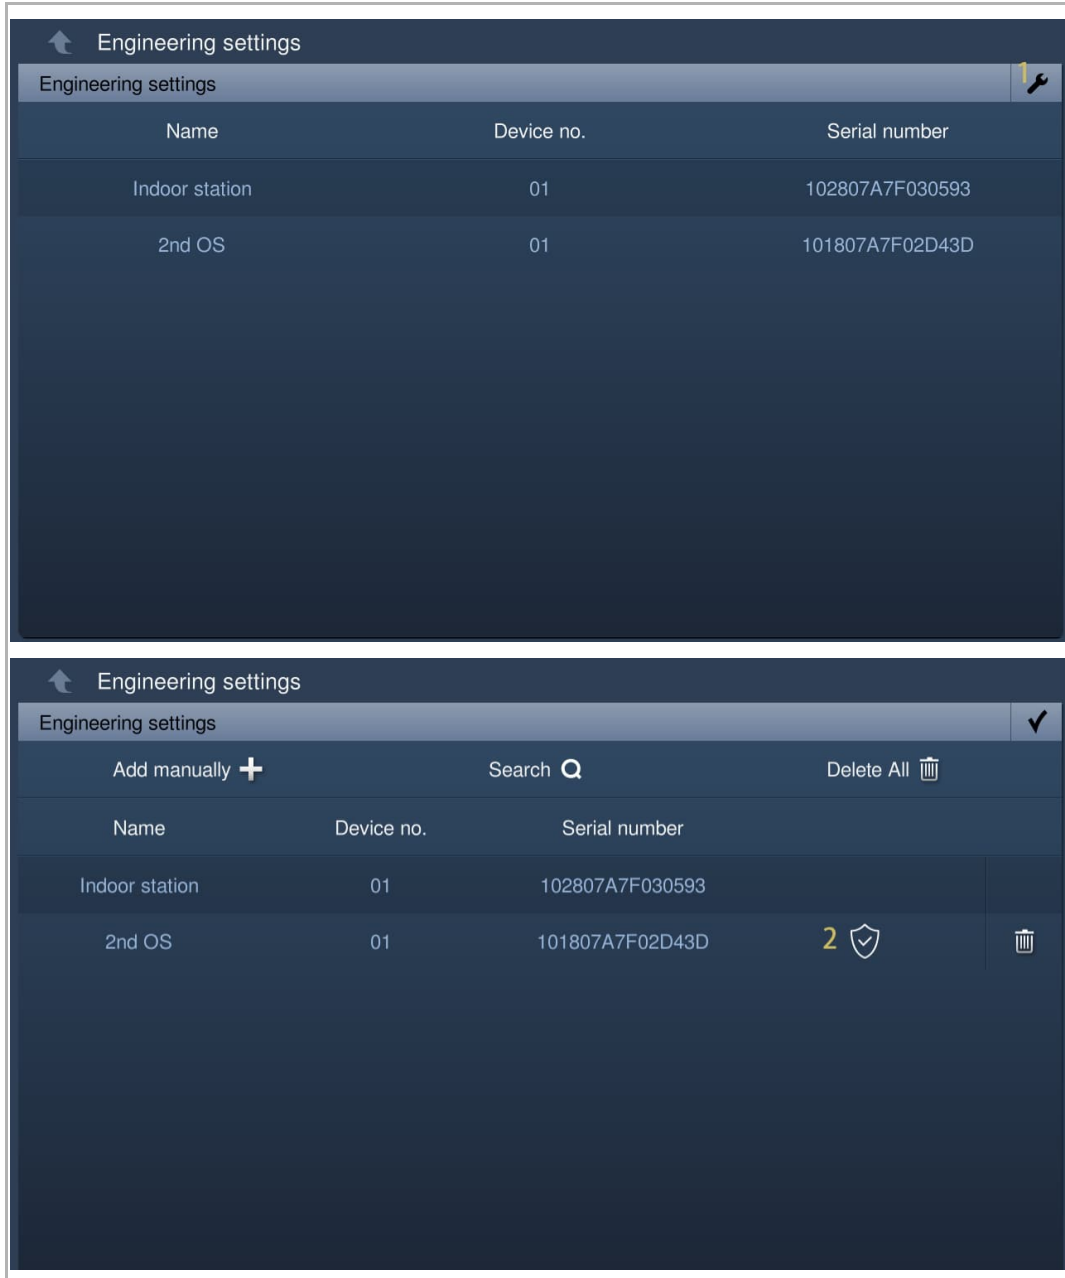 Engineering settings
Engineering settings 1
Name Device no. Serial number
Indoor station 01 102807A7F030593
2nd OS 01 101807A7F02D43D
Engineering settings
Engineering settings
Add manually Search Delete All
Name Device no. Serial number
Indoor station 01 102807A7F030593
2nd OS 01 101807A7F02D43D 2